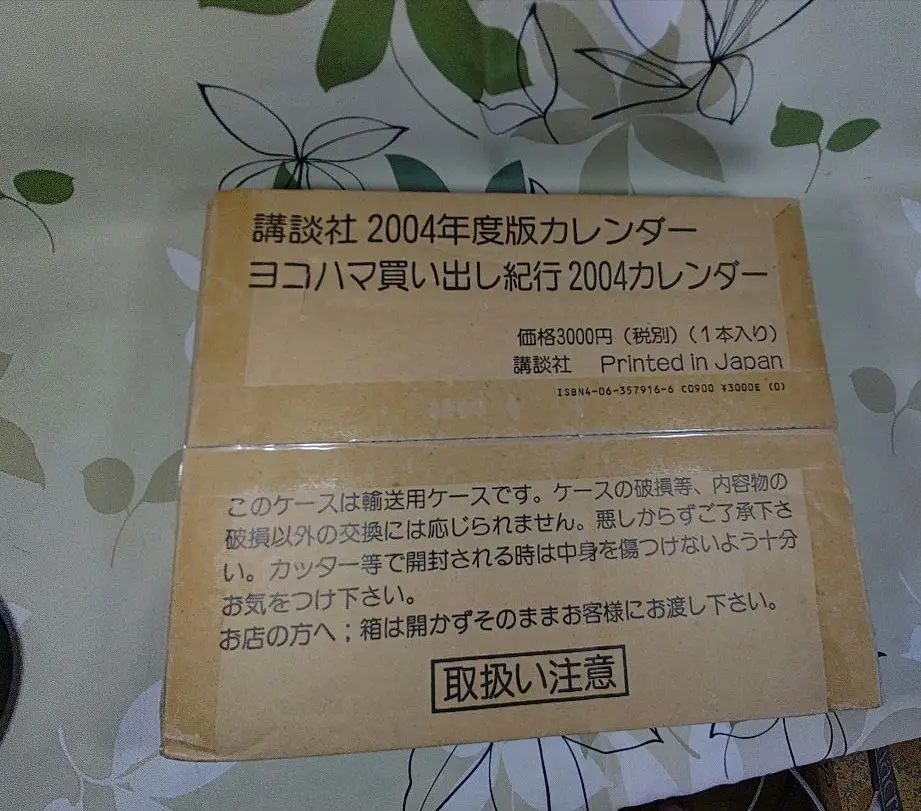 講談社 2004年度版カレンダー
ヨコハマ買い出し紀行 2004カレンダー
価格3000円（税別）（1本入り）
講談社　Printed in Japan
ISBN4-06-357916-6 C0900 ¥3000E (0)
このケースは輸送用ケースです。ケースの破損等、内容物の
破損以外の交換には応じられません。悪しからずご了承下さ
い。カッター等で開封される時は中身を傷つけないよう十分
お気をつけ下さい。
お店の方へ；箱は開かずそのままお客様にお渡し下さい。
取扱い注意